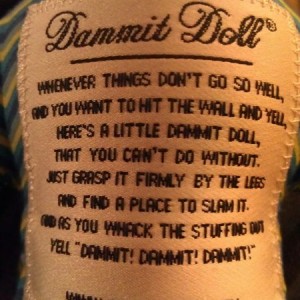 Dammit Doll®
WHENEVER THINGS DON'T GO SO WELL,
AND YOU WANT TO HIT THE WALL AND YELL,
HERE'S A LITTLE DAMMIT DOLL,
THAT YOU CAN'T DO WITHOUT.
JUST GRASP IT FIRMLY BY THE LEGS
AND FIND A PLACE TO SLAM IT.
AND AS YOU WHACK THE STUFFING OUT
YELL "DAMMIT! DAMMIT! DAMMIT!"